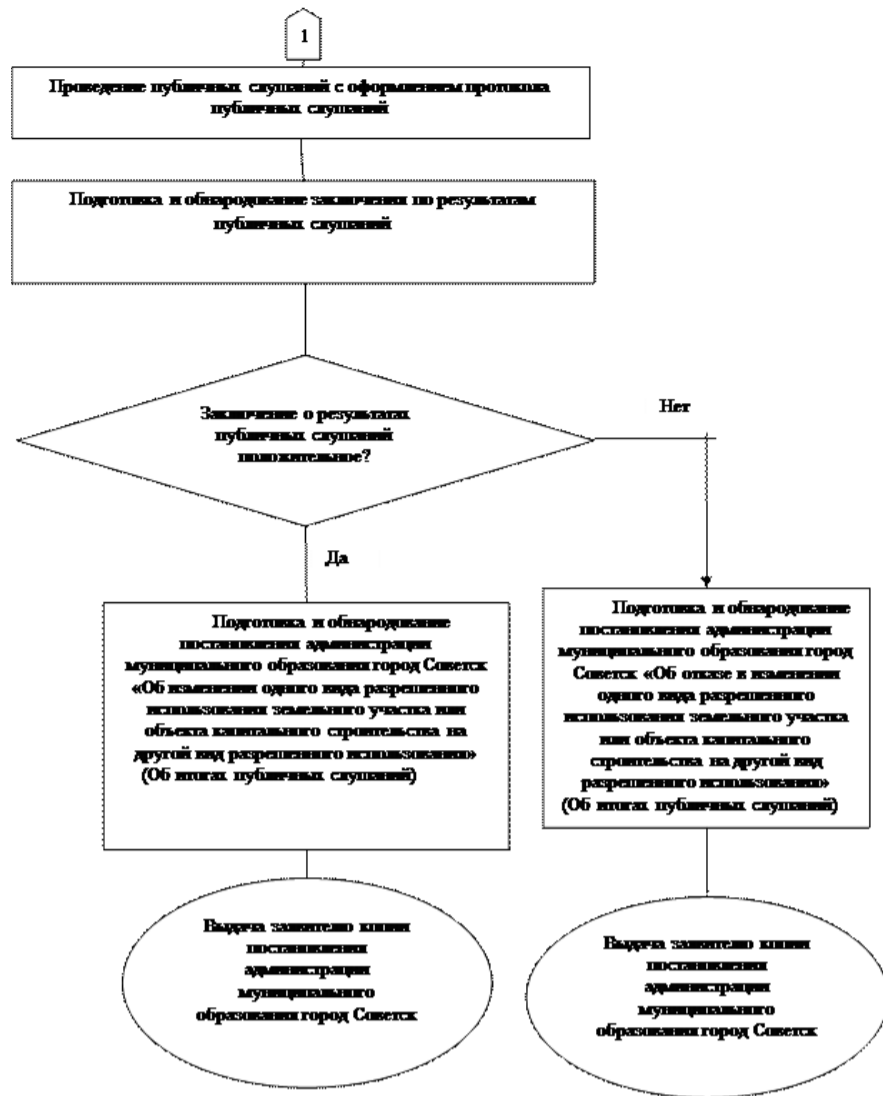 1
Проведение публичных слушаний с оформлением протокола
публичных слушаний
Подготовка и обнародование заключения по результатам
публичных слушаний
Заключение о результатах
публичных слушаний
положительное?
Нет
Да
Подготовка и обнародование
постановления администрации
муниципального образования город Советск
«Об изменении одного вида разрешенного
использования земельного участка или
объекта капитального строительства на
другой вид разрешенного использования»
(Об итогах публичных слушаний)
Подготовка и обнародование
постановления администрации
муниципального образования город
Советск «Об отказе в изменении
одного вида разрешенного
использования земельного участка
или объекта капитального
строительства на другой вид
разрешенного использования»
(Об итогах публичных слушаний)
Выдача заявителю копии
постановления
администрации
муниципального
образования город Советск
Выдача заявителю копии
постановления
администрации
муниципального
образования город Советск